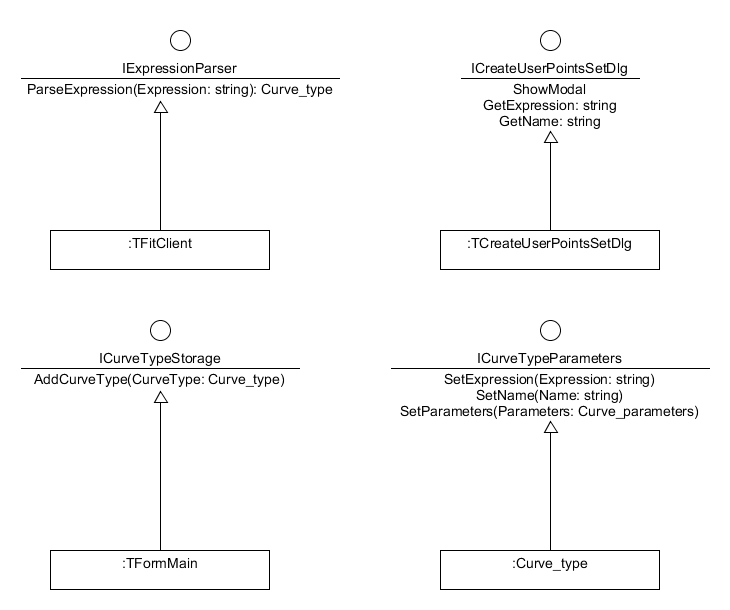 IExpressionParser
ParseExpression(Expression: string): Curve_type
:TFitClient
ICreateUserPointsSetDlg
ShowModal
GetExpression: string
GetName: string
:TCreateUserPointsSetDlg
ICurveTypeStorage
AddCurveType(CurveType: Curve_type)
:TFormMain
ICurveTypeParameters
SetExpression(Expression: string)
SetName(Name: string)
SetParameters(Parameters: Curve_parameters)
:Curve_type